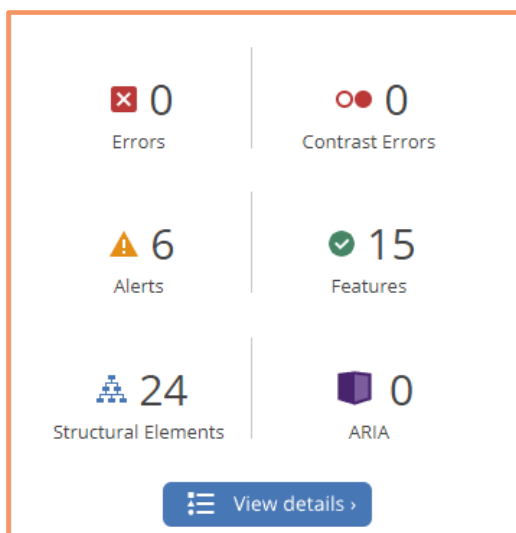 0 0
Errors Contrast Errors
6 15
Alerts Features
24 0
Structural Elements ARIA
View details ›